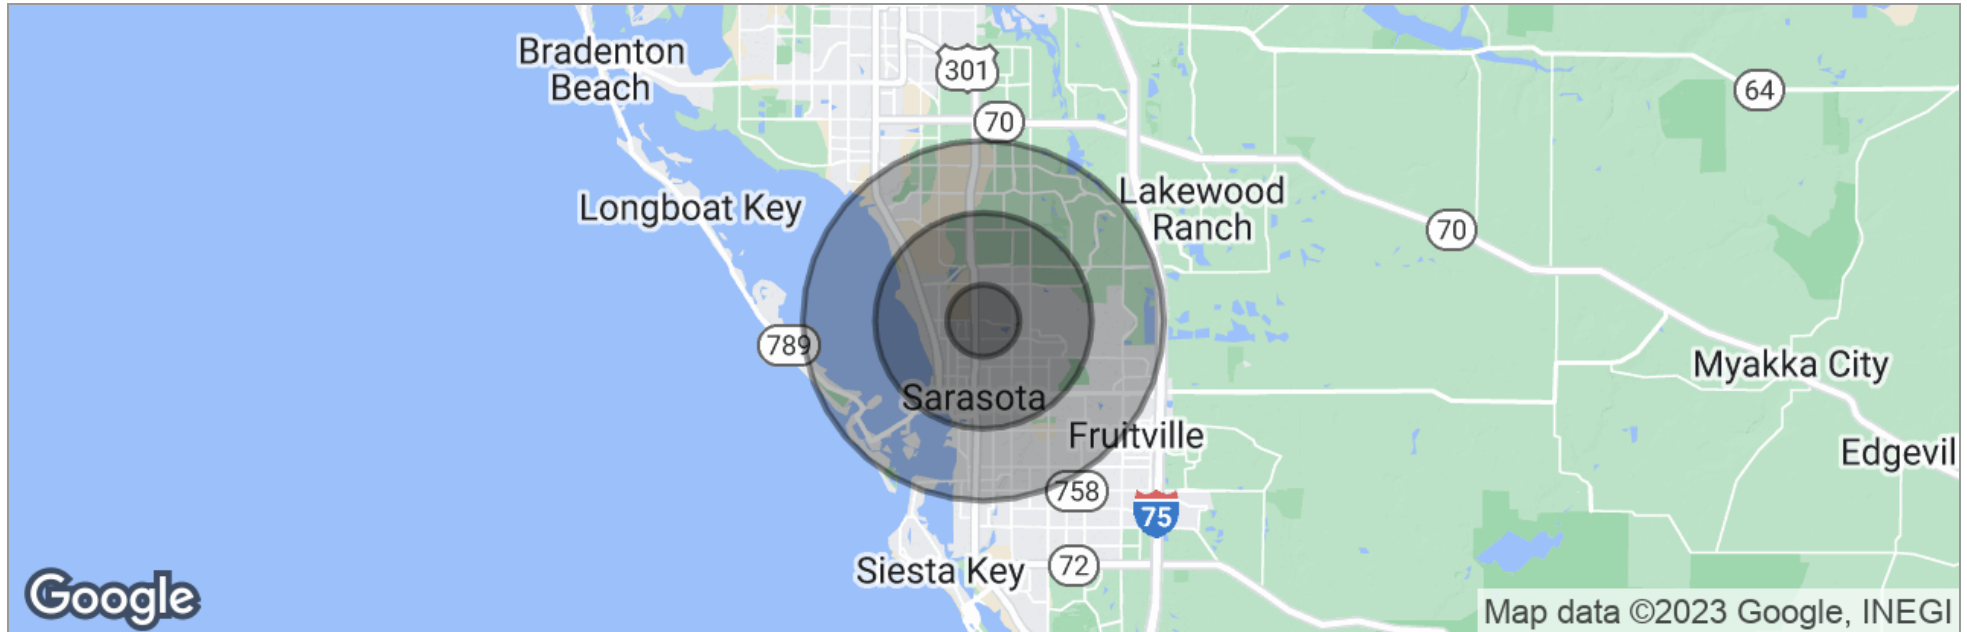 Bradenton
Beach
301
64
70
Longboat Key
Lakewood
Ranch
70
789
Myakka City
Sarasota
Fruitville
Edgevil
758
75
Siesta Key
72
Google
Map data ©2023 Google, INEGI